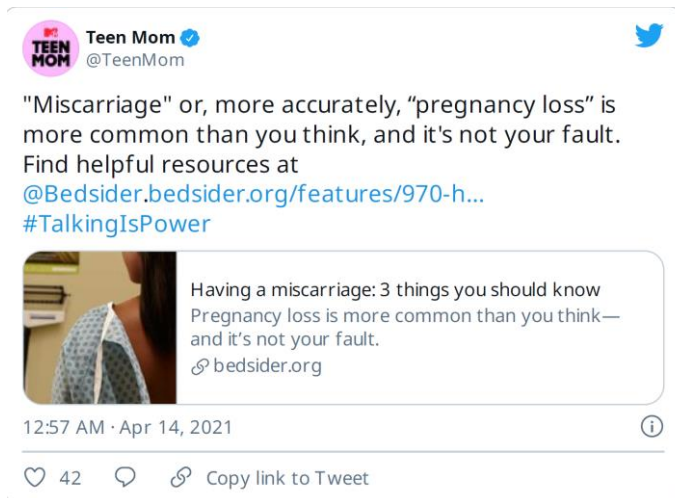 TEEN
MOM
Teen Mom
@TeenMom
"Miscarriage" or, more accurately, “pregnancy loss” is
more common than you think, and it's not your fault.
Find helpful resources at
@Bedsider.bedsider.org/features/970-h...
#TalkingIsPower
Having a miscarriage: 3 things you should know
Pregnancy loss is more common than you think—
and it’s not your fault.
bedsider.org
12:57 AM · Apr 14, 2021
42
Copy link to Tweet